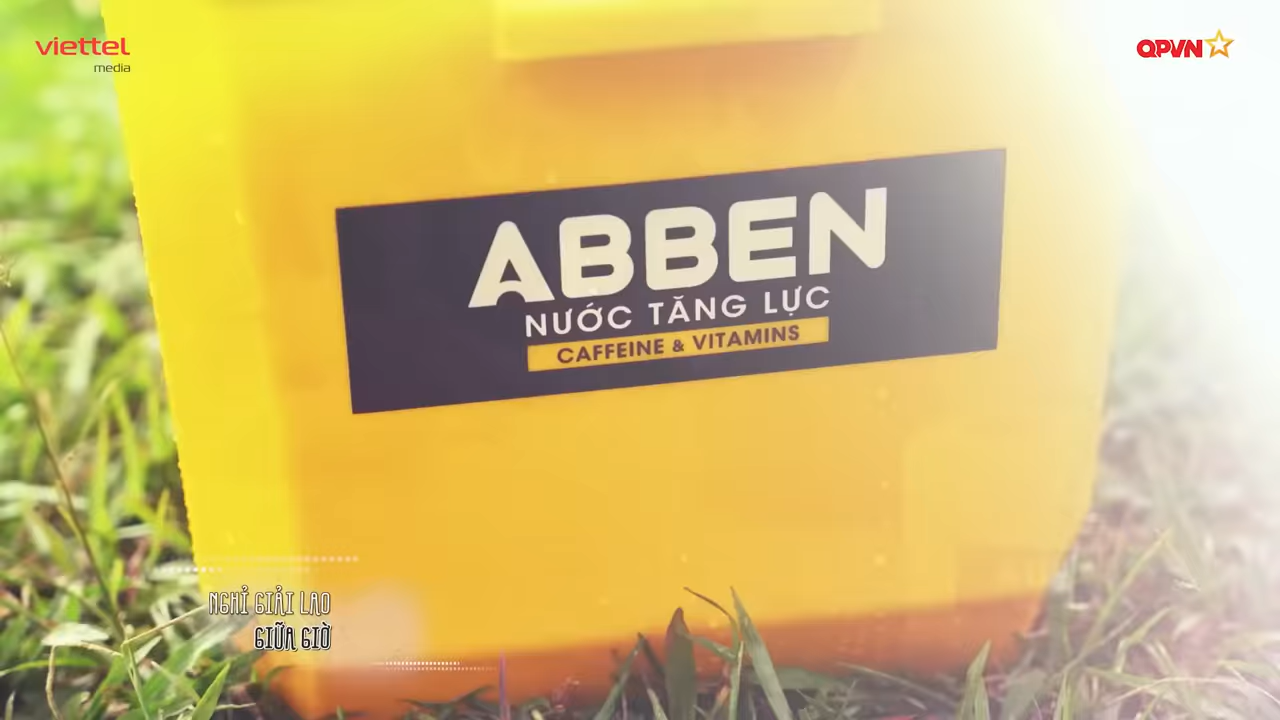 viettel
media
QPVN
ABBEN
NƯỚC TĂNG LỰC
CAFFEINE & VITAMINS
NGHỈ GIẢI LAO
GIỮA GIỜ